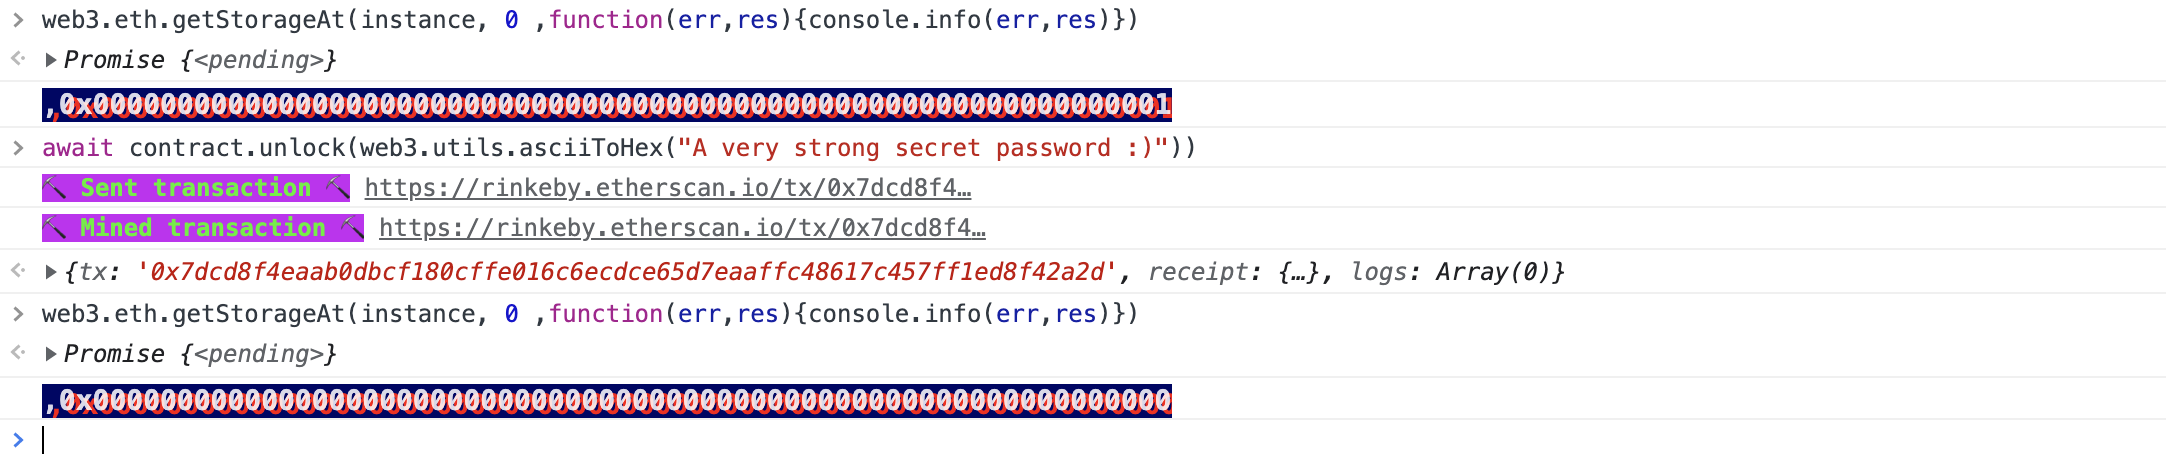 > web3.eth.getStorageAt(instance, 0 ,function(err,res){console.info(err,res)})
<· ▶Promise {<pending>}
,0x0000000000000000000000000000000000000000000000000000000000000001
> await contract.unlock(web3.utils.asciiToHex("A very strong secret password :)"))
⛏ Sent transaction ⛏ https://rinkeby.etherscan.io/tx/0x7dcd8f4…
⛏ Mined transaction ⛏ https://rinkeby.etherscan.io/tx/0x7dcd8f4…
<· ▶{tx: '0x7dcd8f4eaab0dbcf180cffe016c6ecdce65d7eaaffc48617c457ff1ed8f42a2d', receipt: {…}, logs: Array(0)}
> web3.eth.getStorageAt(instance, 0 ,function(err,res){console.info(err,res)})
<· ▶Promise {<pending>}
,0x0000000000000000000000000000000000000000000000000000000000000000
>